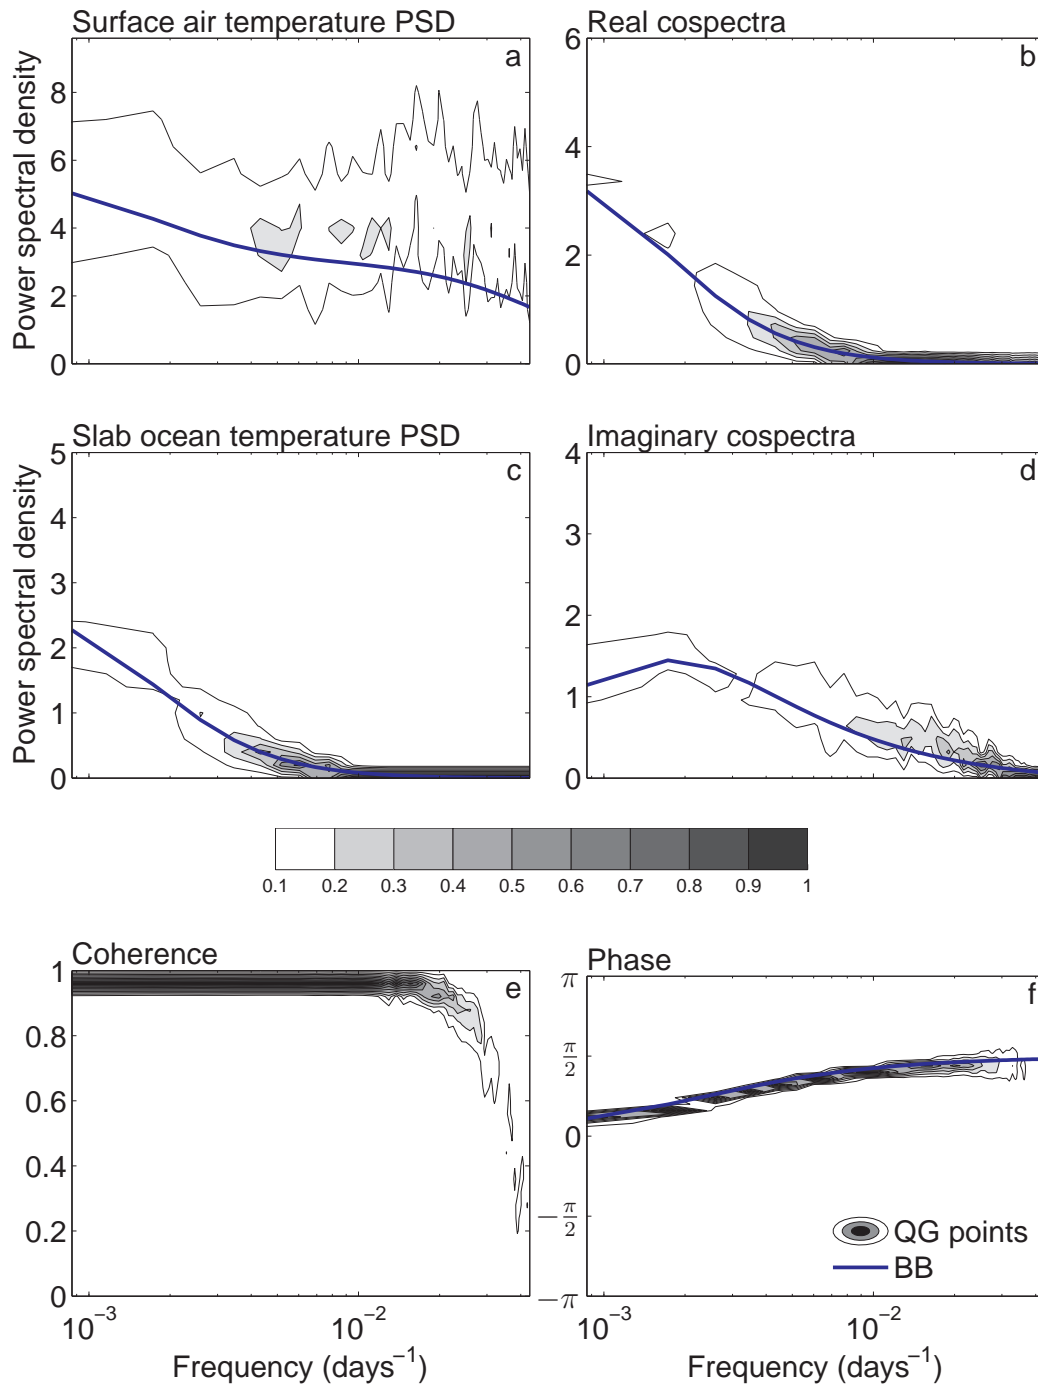 Surface air temperature PSD
a
Power spectral density
8
6
4
2
0
Real cospectra
b
6
4
2
0
Slab ocean temperature PSD
c
Power spectral density
5
4
3
2
1
0
Imaginary cospectra
d
4
3
2
1
0
0.1 0.2 0.3 0.4 0.5 0.6 0.7 0.8 0.9 1
Coherence
e
1
0.8
0.6
0.4
0.2
0
10⁻³ 10⁻²
Frequency (days⁻¹)
Phase
f
π
π/2
0
−π/2
−π
QG points
BB
10⁻³ 10⁻²
Frequency (days⁻¹)